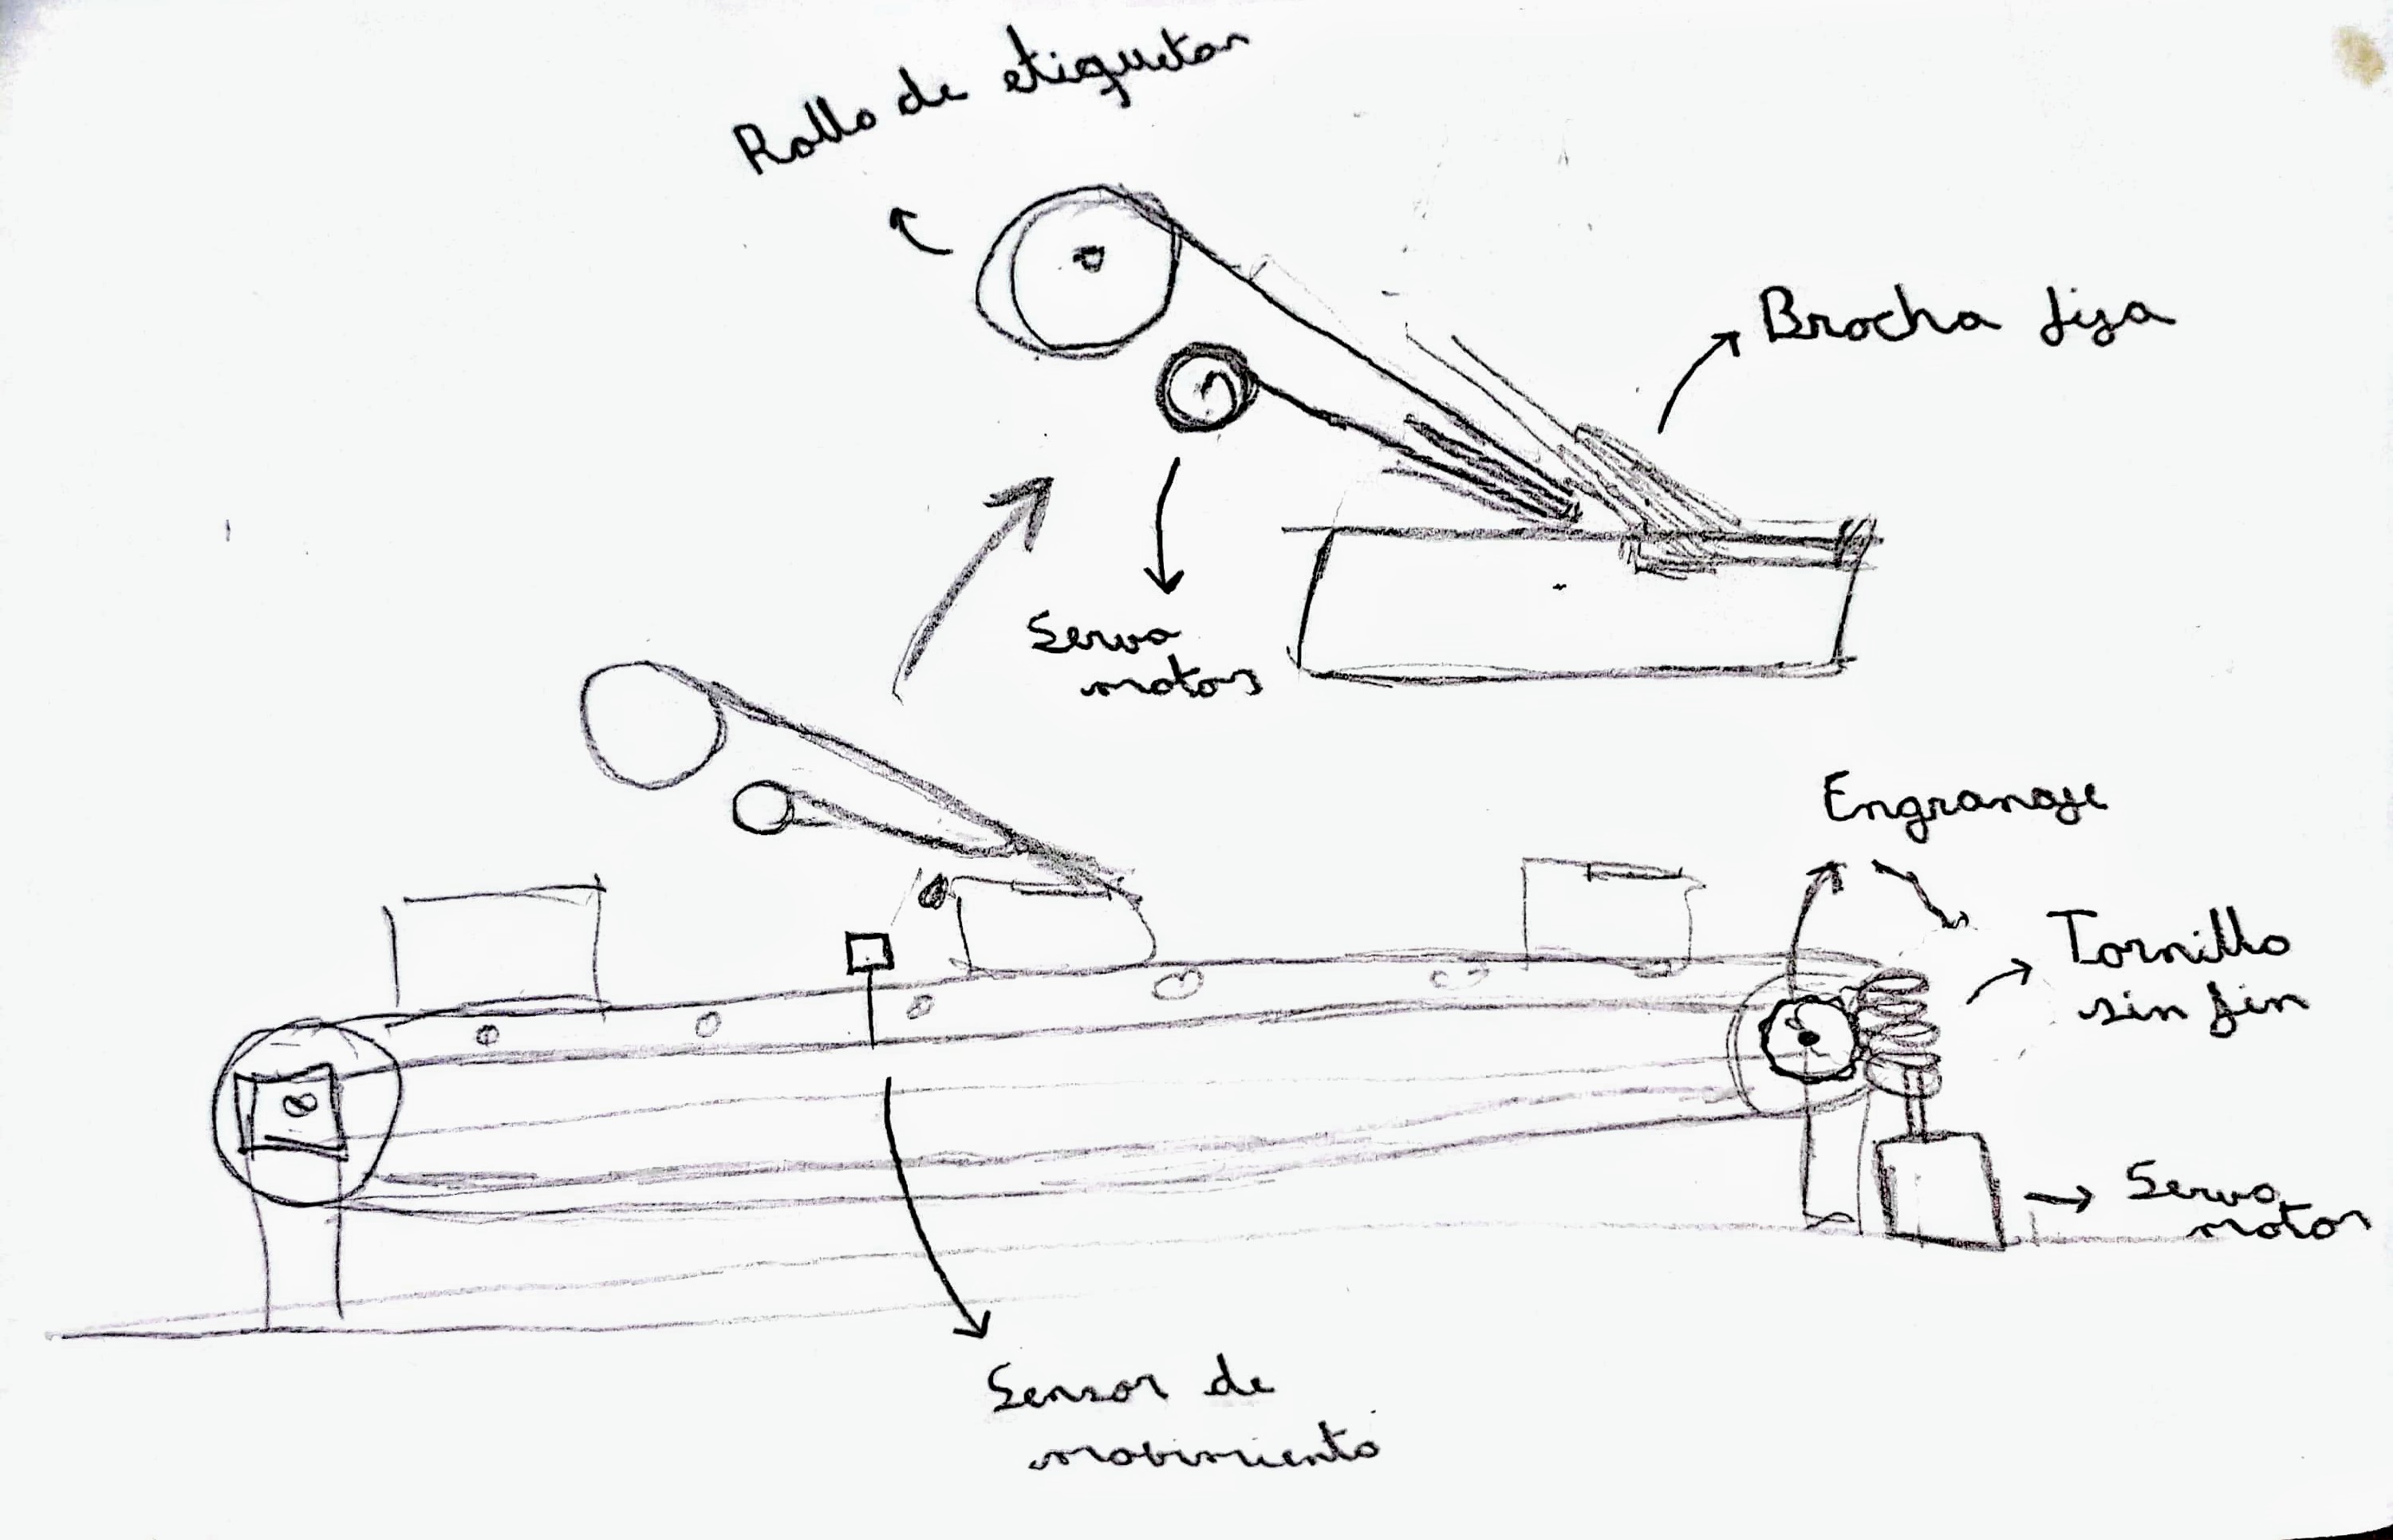 Rollo de etiquetas
Brocha fija
Servo
motor
Engranaje
Tornillo
sin fin
Servo
motor
Sensor de
movimiento